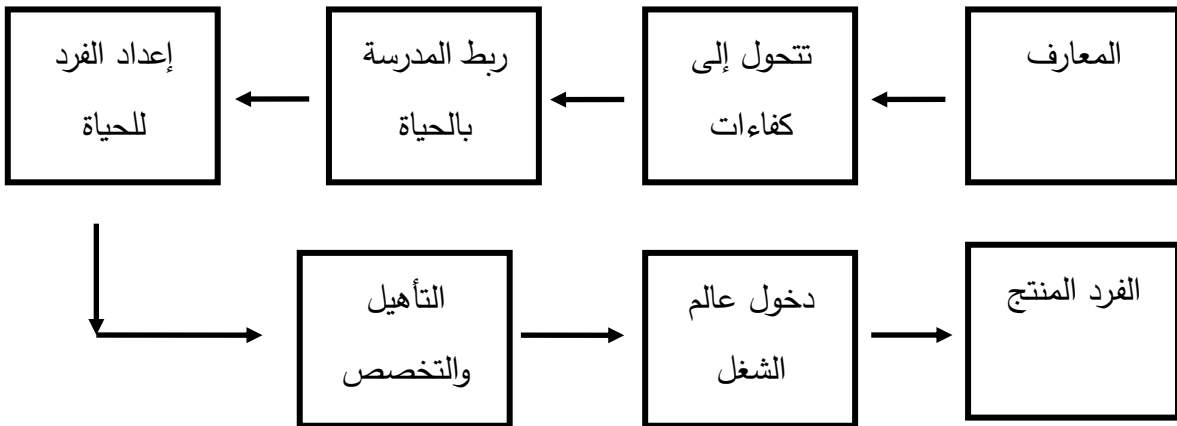 المعارف
تتحول إلى
كفاءات
ربط المدرسة
بالحياة
إعداد الفرد
للحياة
التأهيل
والتخصص
دخول عالم
الشغل
الفرد المنتج